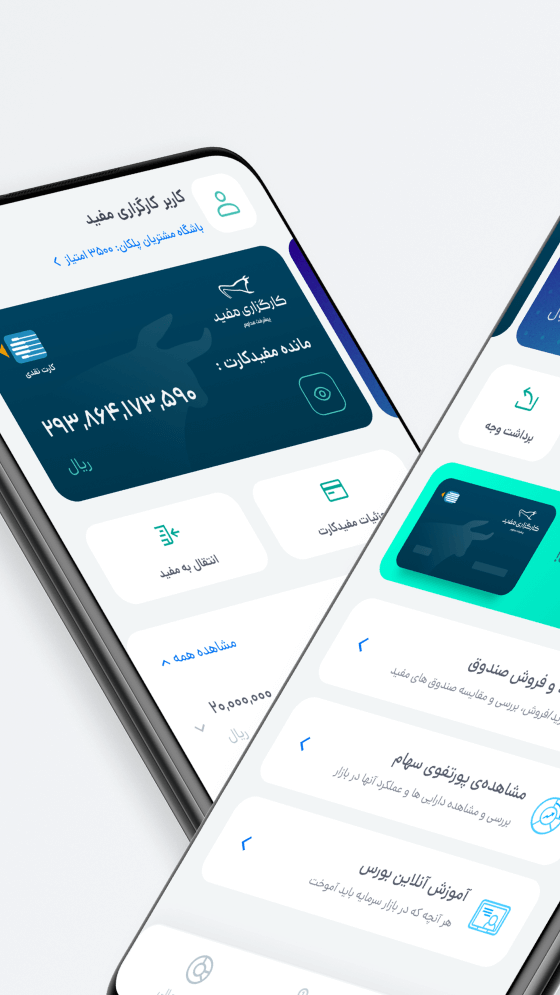 کاربر کارگزاری مفید
باشگاه مشتریان پلکان: ۳۵۰۰ امتیاز
کارگزاری مفید
پیشرفت مداوم
کارت نقدی
مانده مفیدکارت :
۲۹۳,۸۶۴,۱۷۳,۵۹۰
ریال
جزئیات مفیدکارت
انتقال به مفید
مشاهده همه
۲۰,۰۰۰,۰۰۰
ریال
برداشت وجه
کارگزاری مفید
و فروش صندوق
خرید/فروش، بررسی و مقایسه صندوق های مفید
مشاهده‌ی پورتفوی سهام
بررسی و مشاهده دارایی ها و عملکرد آنها در بازار
آموزش آنلاین بورس
هر آنچه که در بازار سرمایه باید آموخت